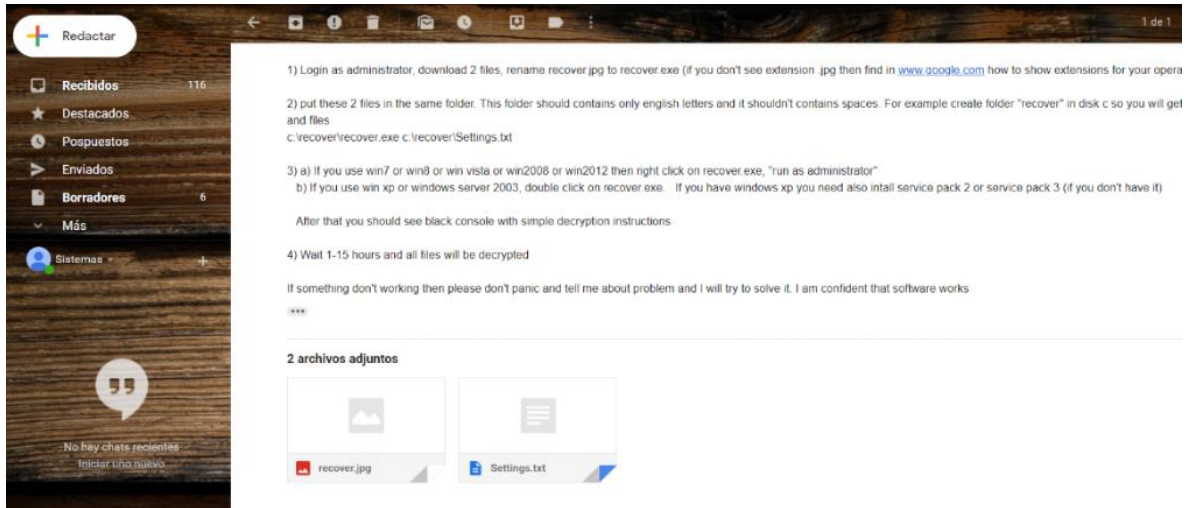 Redactar
1 de 1
Recibidos 116
Destacados
Pospuestos
Enviados
Borradores 6
Más
Sistemas
No hay chats recientes
Iniciar uno nuevo
1) Login as administrator, download 2 files, rename recover.jpg to recover.exe (if you don't see extension .jpg then find in www.google.com how to show extensions for your opera
2) put these 2 files in the same folder. This folder should contains only english letters and it shouldn't contains spaces. For example create folder "recover" in disk c so you will get
and files
c:\recover\recover.exe c:\recover\Settings.txt
3) a) If you use win7 or win8 or win vista or win2008 or win2012 then right click on recover.exe, "run as administrator"
b) If you use win xp or windows server 2003, double click on recover.exe. If you have windows xp you need also intall service pack 2 or service pack 3 (if you don't have it)
After that you should see black console with simple decryption instructions
4) Wait 1-15 hours and all files will be decrypted
If something don't working then please don't panic and tell me about problem and I will try to solve it. I am confident that software works
2 archivos adjuntos
recover.jpg
Settings.txt